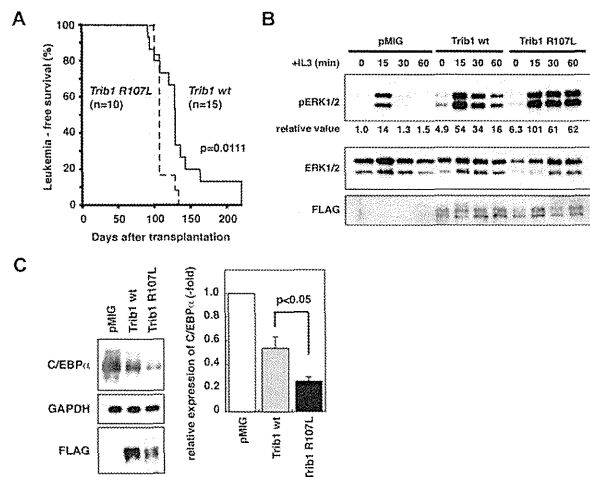 A
Leukemia - free survival (%)
100
80
60
40
20
0
Trib1 R107L
(n=10)
Trib1 wt
(n=15)
p=0.0111
0 50 100 150 200
Days after transplantation
B
pMIG Trib1 wt Trib1 R107L
+IL3 (min)
0 15 30 60 0 15 30 60 0 15 30 60
pERK1/2
relative value 1.0 14 1.3 1.5 4.9 54 34 16 6.3 101 61 62
ERK1/2
FLAG
C
pMIG
Trib1 wt
Trib1 R107L
C/EBPα
GAPDH
FLAG
relative expression of C/EBPα (-fold)
1.0
0.8
0.6
0.4
0.2
0
p<0.05
pMIG
Trib1 wt
Trib1 R107L